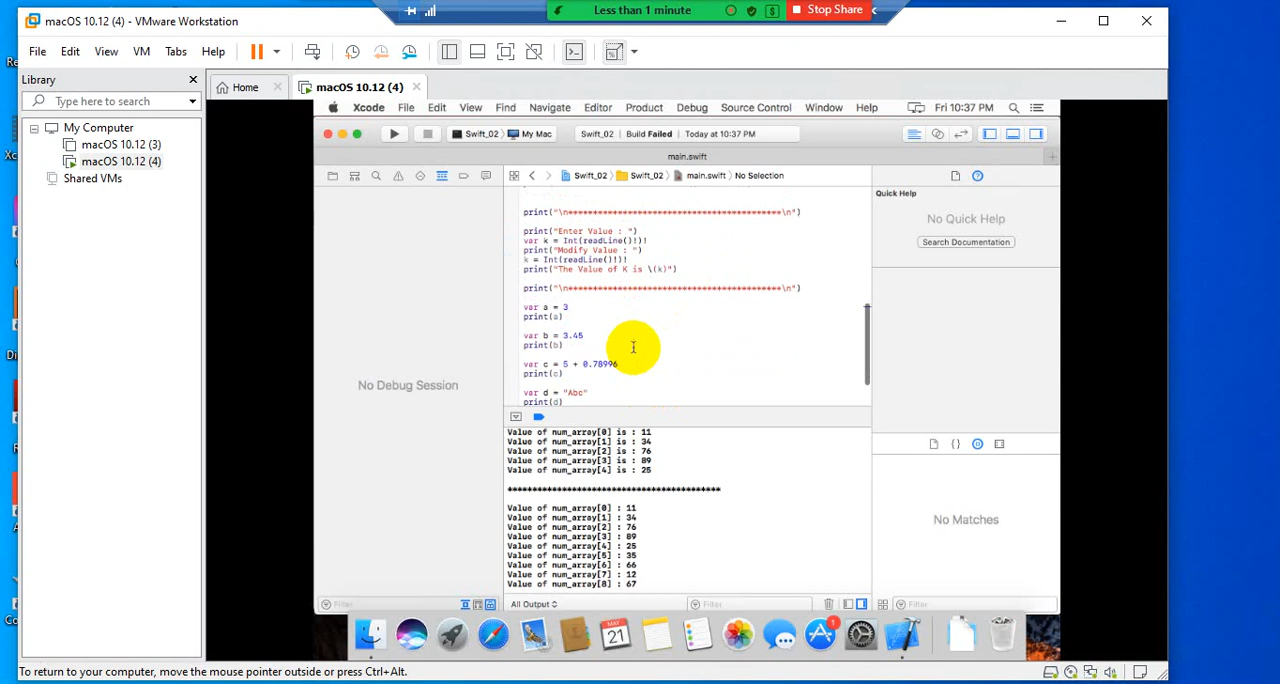 macOS 10.12 (4) - VMware Workstation
Less than 1 minute
Stop Share
File Edit View VM Tabs Help
Library
Home
macOS 10.12 (4)
Type here to search
My Computer
macOS 10.12 (3)
macOS 10.12 (4)
Shared VMs
Xcode File Edit View Find Navigate Editor Product Debug Source Control Window Help Fri 10:37 PM
Swift_02 My Mac Swift_02 Build Failed Today at 10:37 PM
main.swift
Swift_02 Swift_02 main.swift No Selection
Quick Help
No Quick Help
Search Documentation
print("Enter Value : ")
var k = Int(readLine()!)!
print("Modify Value : ")
k = Int(readLine()!)!
print("The Value of K is \(k)")
var a = 3
print(a)
var b = 3.45
print(b)
var c = 5 + 0.78996
print(c)
var d = "Abc"
print(d)
No Debug Session
Value of num_array[0] is : 11
Value of num_array[1] is : 34
Value of num_array[2] is : 76
Value of num_array[3] is : 89
Value of num_array[4] is : 25
Value of num_array[0] : 11
Value of num_array[1] : 34
Value of num_array[2] : 76
Value of num_array[3] : 89
Value of num_array[4] : 25
Value of num_array[5] : 35
Value of num_array[6] : 66
Value of num_array[7] : 12
Value of num_array[8] : 67
No Matches
Filter
All Output
Filter
Filter
MAY
21
1
To return to your computer, move the mouse pointer outside or press Ctrl+Alt.